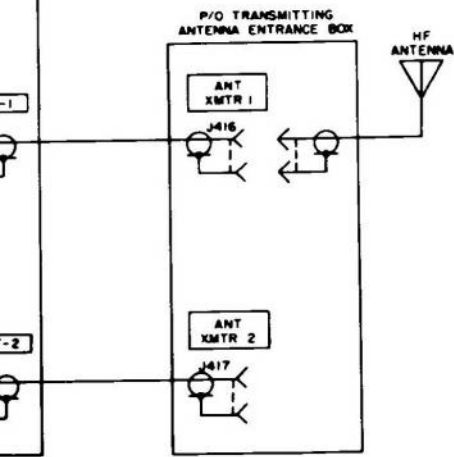 P/O TRANSMITTING
ANTENNA ENTRANCE BOX
HF
ANTENNA
ANT
XMTR 1
-1
J416
ANT
XMTR 2
-2
J417